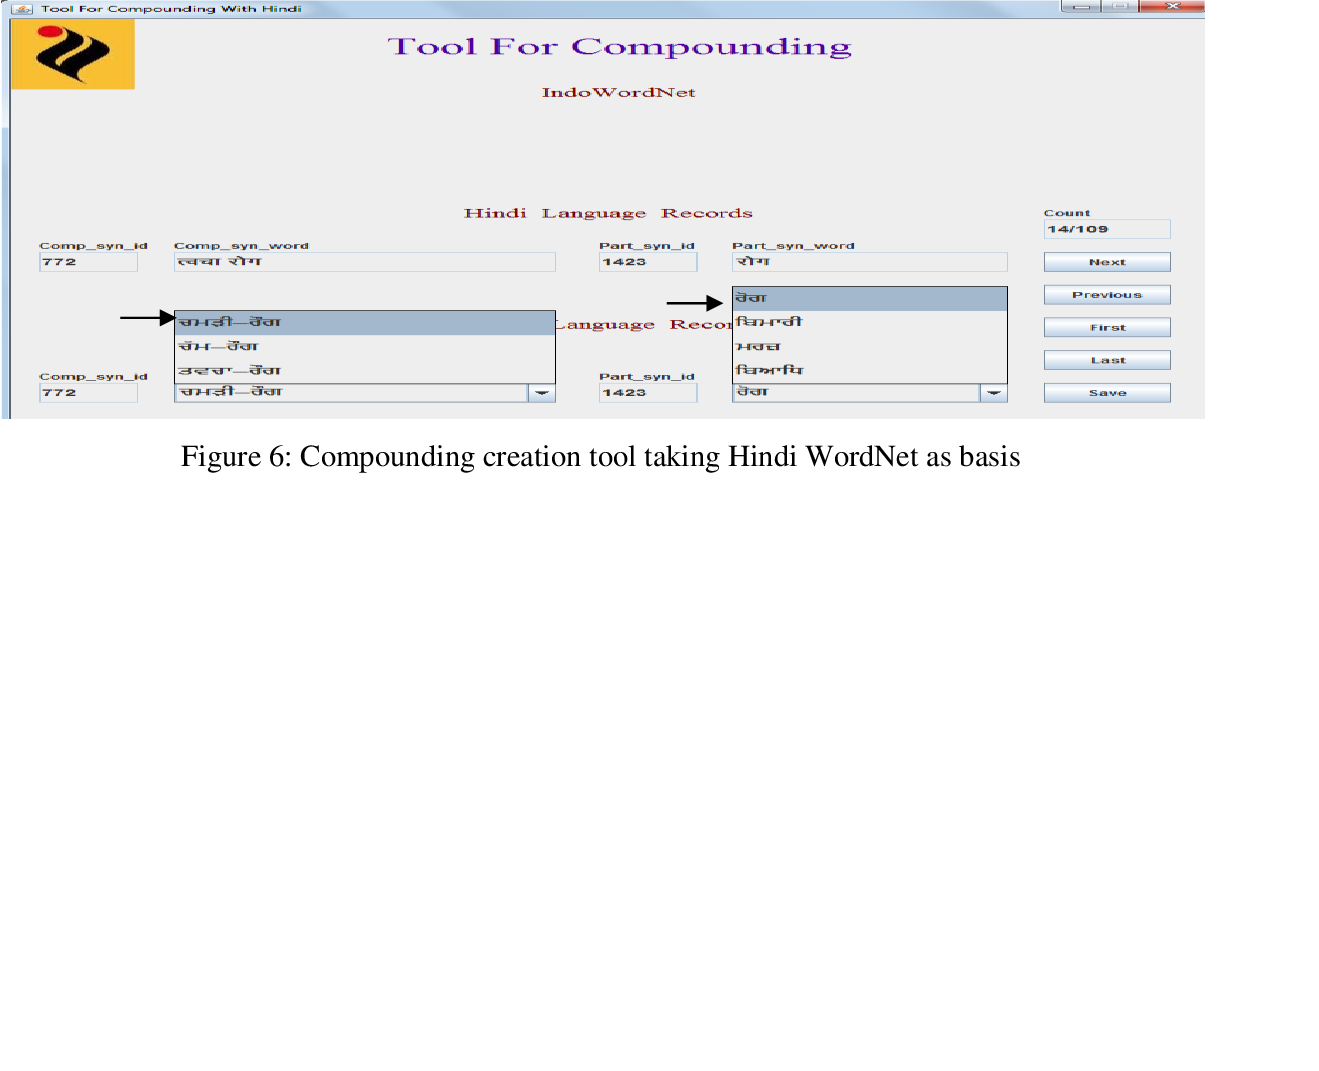 Tool For Compounding With Hindi
Tool For Compounding
IndoWordNet
Hindi Language Records
Count
14/109
Comp_syn_id Comp_syn_word Part_syn_id Part_syn_word
772 त्वचा रोग 1423 रोग Next
Previous
ਰੋਗ
ਚਮੜੀ–ਰੋਗ Language Recor ਬਿਮਾਰੀ First
ਚੰਮ–ਰੋਗ ਮਰਜ਼
ਤਵਚਾ–ਰੋਗ ਬਿਆਧਿ Last
Comp_syn_id Part_syn_id
772 ਚਮੜੀ–ਰੋਗ 1423 ਰੋਗ Save
Figure 6: Compounding creation tool taking Hindi WordNet as basis